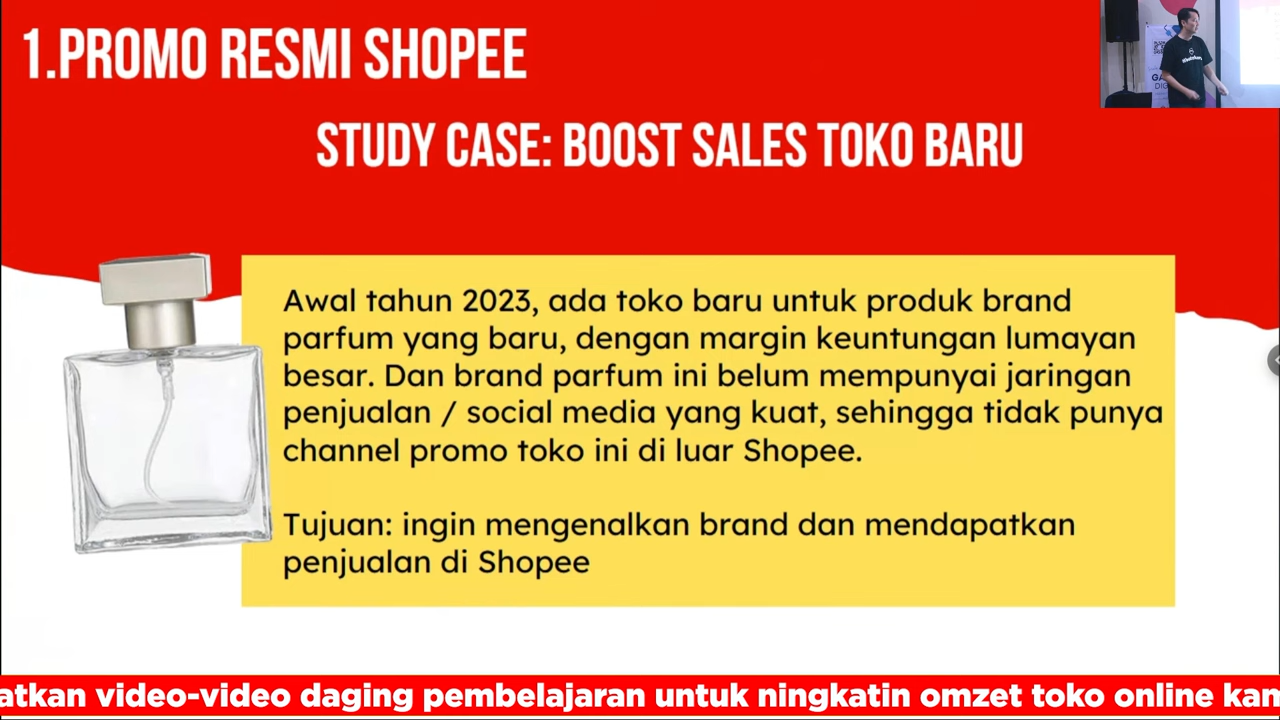 1.PROMO RESMI SHOPEE
STUDY CASE: BOOST SALES TOKO BARU
Awal tahun 2023, ada toko baru untuk produk brand
parfum yang baru, dengan margin keuntungan lumayan
besar. Dan brand parfum ini belum mempunyai jaringan
penjualan / social media yang kuat, sehingga tidak punya
channel promo toko ini di luar Shopee.
Tujuan: ingin mengenalkan brand dan mendapatkan
penjualan di Shopee
atkan video-video daging pembelajaran untuk ningkatin omzet toko online kan